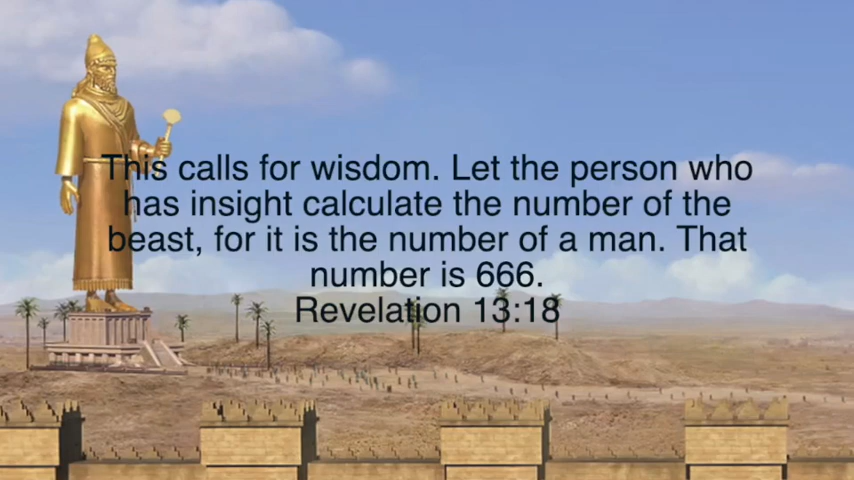 This calls for wisdom. Let the person who
has insight calculate the number of the
beast, for it is the number of a man. That
number is 666.
Revelation 13:18